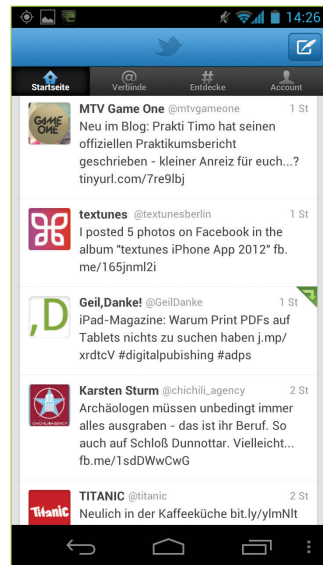 14:26
Startseite
@ Verbinde
# Entdecke
Account
MTV Game One @mtvgameone 1 St
Neu im Blog: Prakti Timo hat seinen
offiziellen Praktikumsbericht
geschrieben - kleiner Anreiz für euch...?
tinyurl.com/7re9lbj
GAME
ONE
textunes @textunesberlin 1 St
I posted 5 photos on Facebook in the
album "textunes iPhone App 2012" fb.
me/165jnml2i
Geil,Danke! @GeilDanke 1 St
,D
iPad-Magazine: Warum Print PDFs auf
Tablets nichts zu suchen haben j.mp/
xrdtcV #digitalpubishing #adps
Karsten Sturm @chichili_agency 2 St
Archäologen müssen unbedingt immer
alles ausgraben - das ist ihr Beruf. So
auch auf Schloß Dunnottar. Vielleicht...
fb.me/1sdDWwCwG
CHICHILIAGENCY
TITANIC @titanic 2 St
Titanic
Neulich in der Kaffeeküche bit.ly/ylmNlt